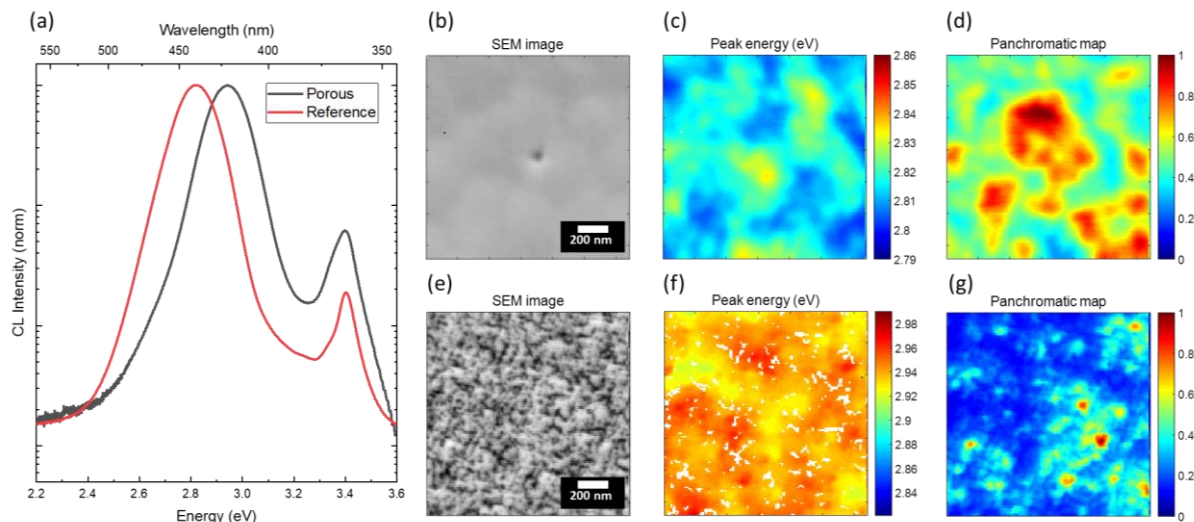 (a)
Wavelength (nm)
550 500 450 400 350
CL Intensity (norm)
Porous
Reference
2.2 2.4 2.6 2.8 3.0 3.2 3.4 3.6
Energy (eV)
(b)
SEM image
200 nm
(c)
Peak energy (eV)
2.86
2.85
2.84
2.83
2.82
2.81
2.8
2.79
(d)
Panchromatic map
1
0.8
0.6
0.4
0.2
0
(e)
SEM image
200 nm
(f)
Peak energy (eV)
2.98
2.96
2.94
2.92
2.9
2.88
2.86
2.84
(g)
Panchromatic map
1
0.8
0.6
0.4
0.2
0